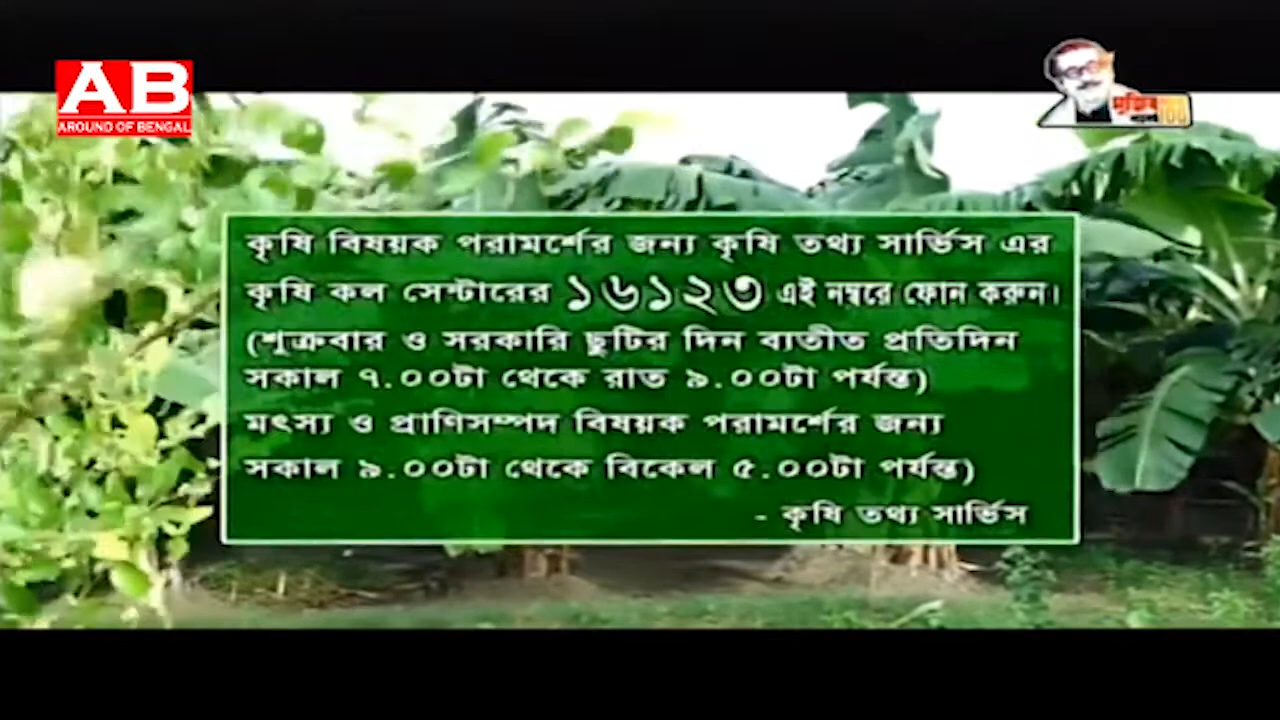 AB
AROUND OF BENGAL
মুজিব
১০০
কৃষি বিষয়ক পরামর্শের জন্য কৃষি তথ্য সার্ভিস এর
কৃষি কল সেন্টারের ১৬১২৩ এই নম্বরে ফোন করুন।
(শুক্রবার ও সরকারি ছুটির দিন ব্যতীত প্রতিদিন
সকাল ৭.০০টা থেকে রাত ৯.০০টা পর্যন্ত)
মৎস্য ও প্রাণিসম্পদ বিষয়ক পরামর্শের জন্য
সকাল ৯.০০টা থেকে বিকেল ৫.০০টা পর্যন্ত)
- কৃষি তথ্য সার্ভিস